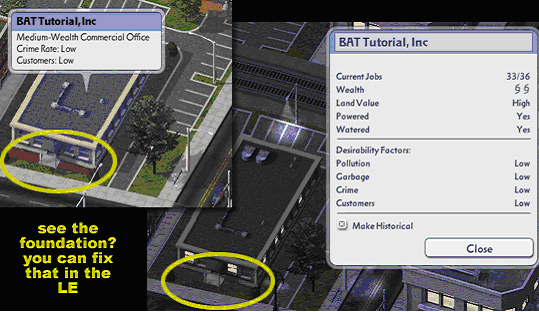 BAT Tutorial, Inc
Medium-Wealth Commercial Office
Crime Rate: Low
Customers: Low
see the
foundation?
you can fix
that in the
LE
BAT Tutorial, Inc
Current Jobs 33/36
Wealth §§
Land Value High
Powered Yes
Watered Yes
Desirability Factors:
Pollution Low
Garbage Low
Crime Low
Customers Low
Make Historical
Close